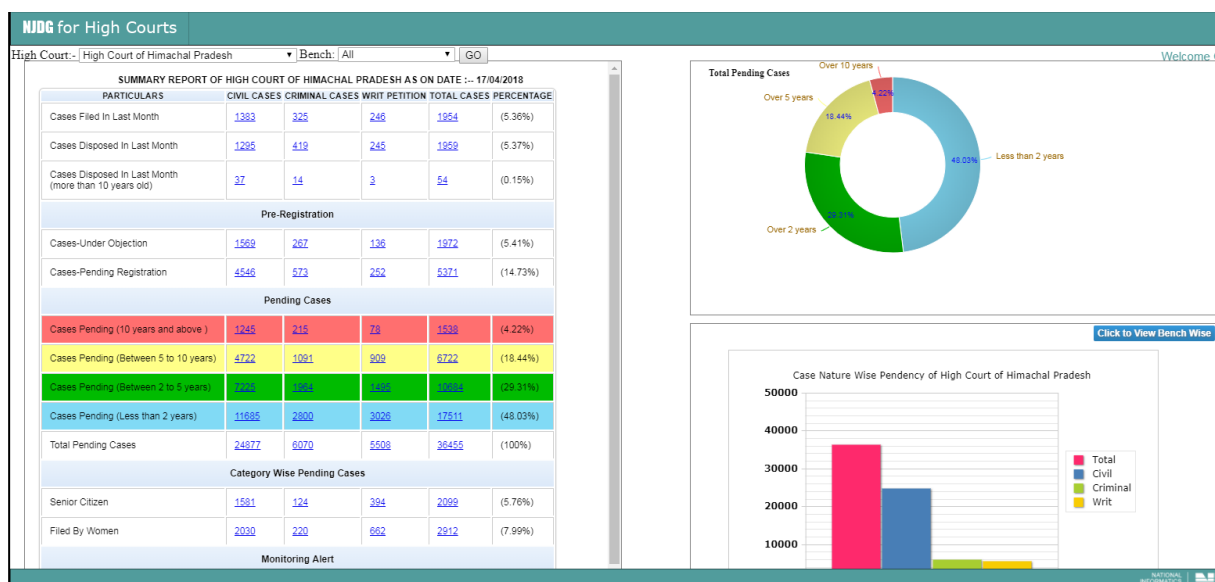 NJDG for High Courts
High Court:- High Court of Himachal Pradesh Bench: All GO
Welcome
SUMMARY REPORT OF HIGH COURT OF HIMACHAL PRADESH AS ON DATE :-- 17/04/2018
PARTICULARS CIVIL CASES CRIMINAL CASES WRIT PETITION TOTAL CASES PERCENTAGE
Cases Filed In Last Month 1383 325 246 1954 (5.36%)
Cases Disposed In Last Month 1295 419 245 1959 (5.37%)
Cases Disposed In Last Month
(more than 10 years old) 37 14 3 54 (0.15%)
Pre-Registration
Cases-Under Objection 1569 267 136 1972 (5.41%)
Cases-Pending Registration 4546 573 252 5371 (14.73%)
Pending Cases
Cases Pending (10 years and above ) 1245 215 78 1538 (4.22%)
Cases Pending (Between 5 to 10 years) 4722 1091 909 6722 (18.44%)
Cases Pending (Between 2 to 5 years) 7225 1964 1495 10684 (29.31%)
Cases Pending (Less than 2 years) 11685 2800 3026 17511 (48.03%)
Total Pending Cases 24877 6070 5508 36455 (100%)
Category Wise Pending Cases
Senior Citizen 1581 124 394 2099 (5.76%)
Filed By Women 2030 220 662 2912 (7.99%)
Monitoring Alert
Total Pending Cases
Over 10 years
4.22%
Over 5 years
18.44%
48.03%
Less than 2 years
29.31%
Over 2 years
Click to View Bench Wise
Case Nature Wise Pendency of High Court of Himachal Pradesh
50000
40000
30000
20000
10000
Total
Civil
Criminal
Writ
NATIONAL
INFORMATICS